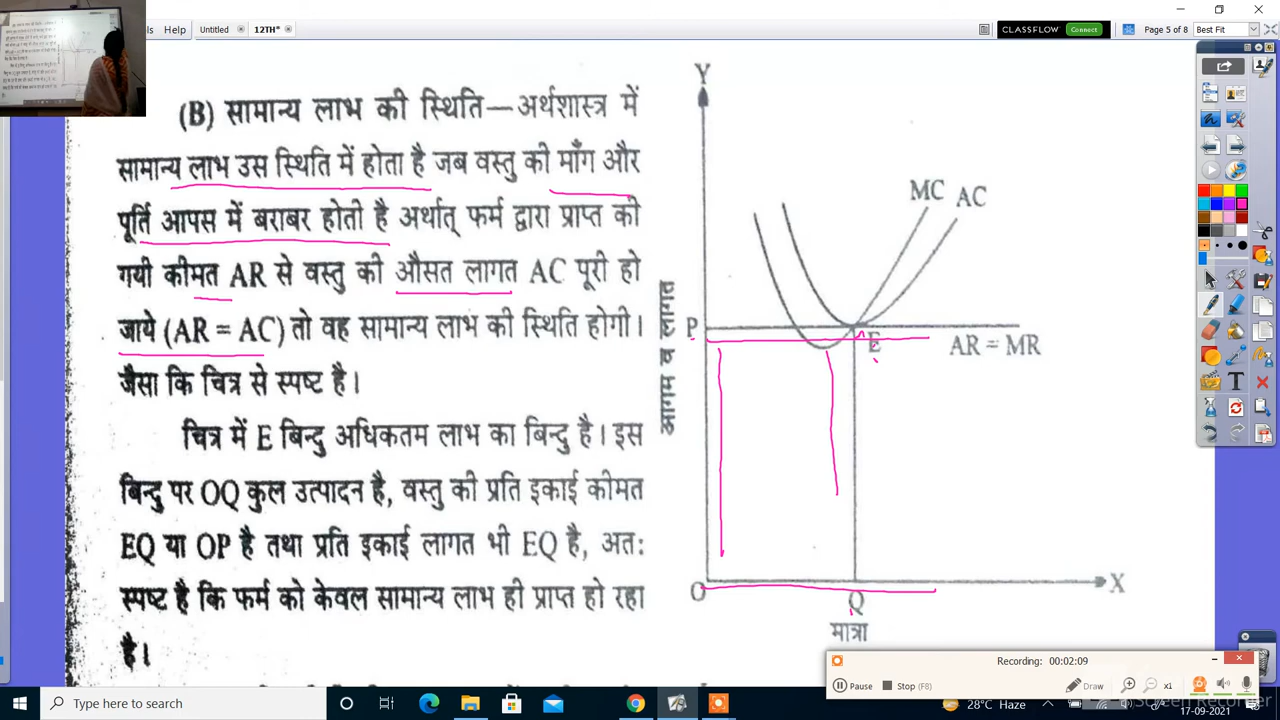 ls Help Untitled 12TH* CLASSFLOW Connect Page 5 of 8 Best Fit
(B) सामान्य लाभ की स्थिति—अर्थशास्त्र में
सामान्य लाभ उस स्थिति में होता है जब वस्तु की माँग और
पूर्ति आपस में बराबर होती है अर्थात् फर्म द्वारा प्राप्त की
गयी कीमत AR से वस्तु की औसत लागत AC पूरी हो
जाये (AR = AC) तो वह सामान्य लाभ की स्थिति होगी।
जैसा कि चित्र से स्पष्ट है।
चित्र में E बिन्दु अधिकतम लाभ का बिन्दु है। इस
बिन्दु पर OQ कुल उत्पादन है, वस्तु की प्रति इकाई कीमत
EQ या OP है तथा प्रति इकाई लागत भी EQ है, अत:
स्पष्ट है कि फर्म को केवल सामान्य लाभ ही प्राप्त हो रहा
है।
Y
MC AC
आगम व लागत
P
E AR = MR
O
Q
X
मात्रा
Recording: 00:02:09
Pause Stop (F8) Draw x1
Type here to search
28°C Haze
17-09-2021